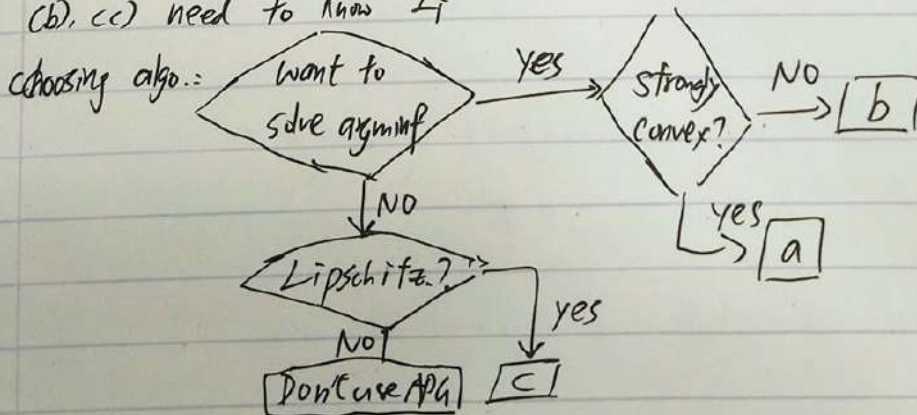 (b), (c) need to know Li
choosing algo.:
want to
solve argminf
yes
strongly
convex?
NO
b
yes
a
NO
Lipschitz?
yes
c
NO
Don't use APG